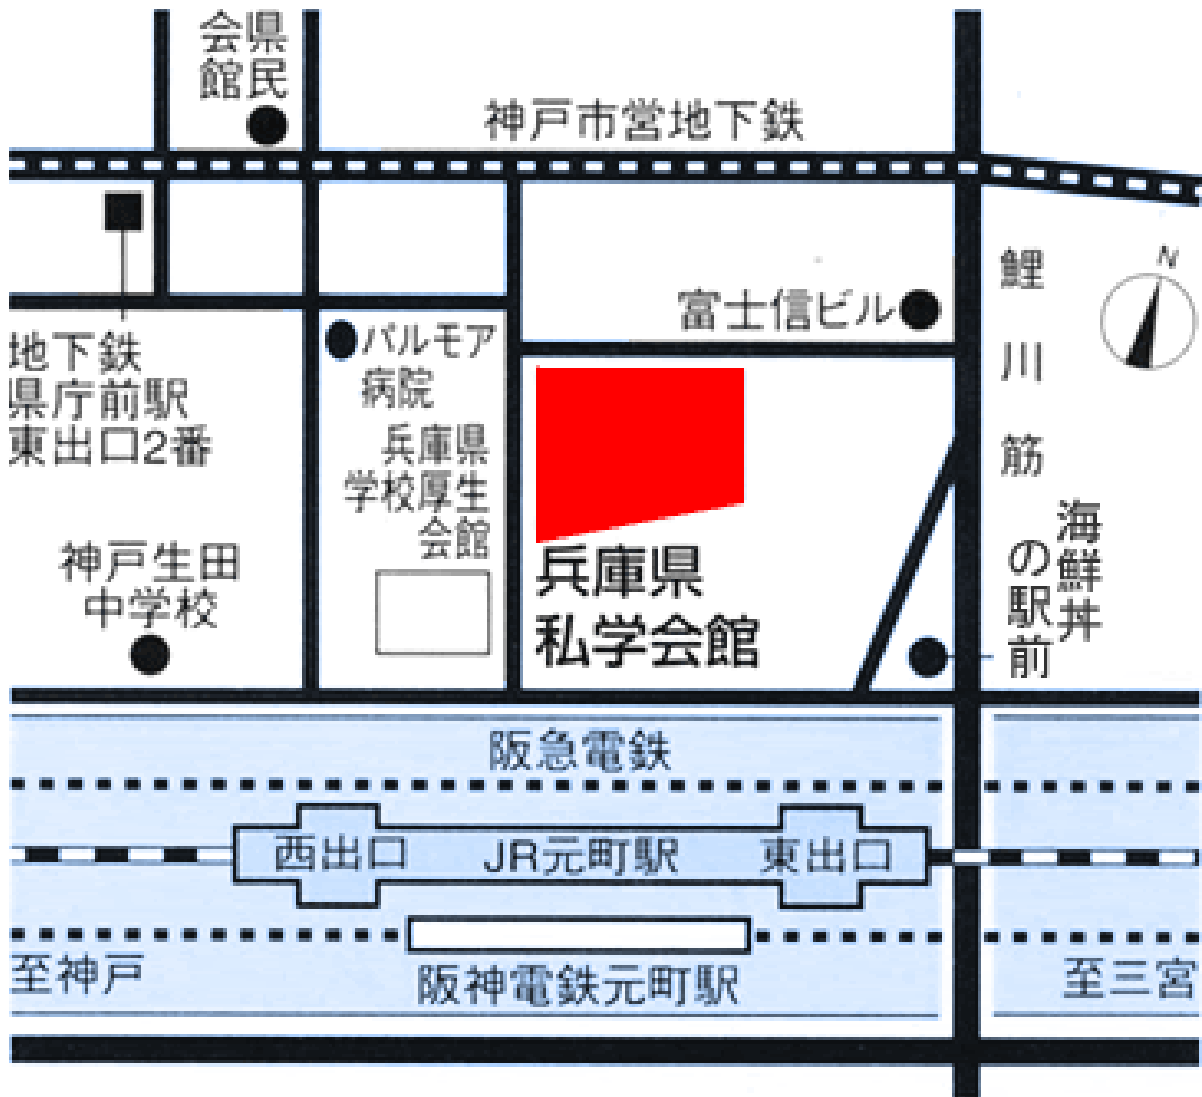 県民
会館
神戸市営地下鉄
N
鯉川筋
富士信ビル
地下鉄
県庁前駅
東出口2番
パルモア
病院
兵庫県
学校厚生
会館
海鮮丼
の駅前
神戸生田
中学校
兵庫県
私学会館
阪急電鉄
西出口
JR元町駅
東出口
至神戸
阪神電鉄元町駅
至三宮